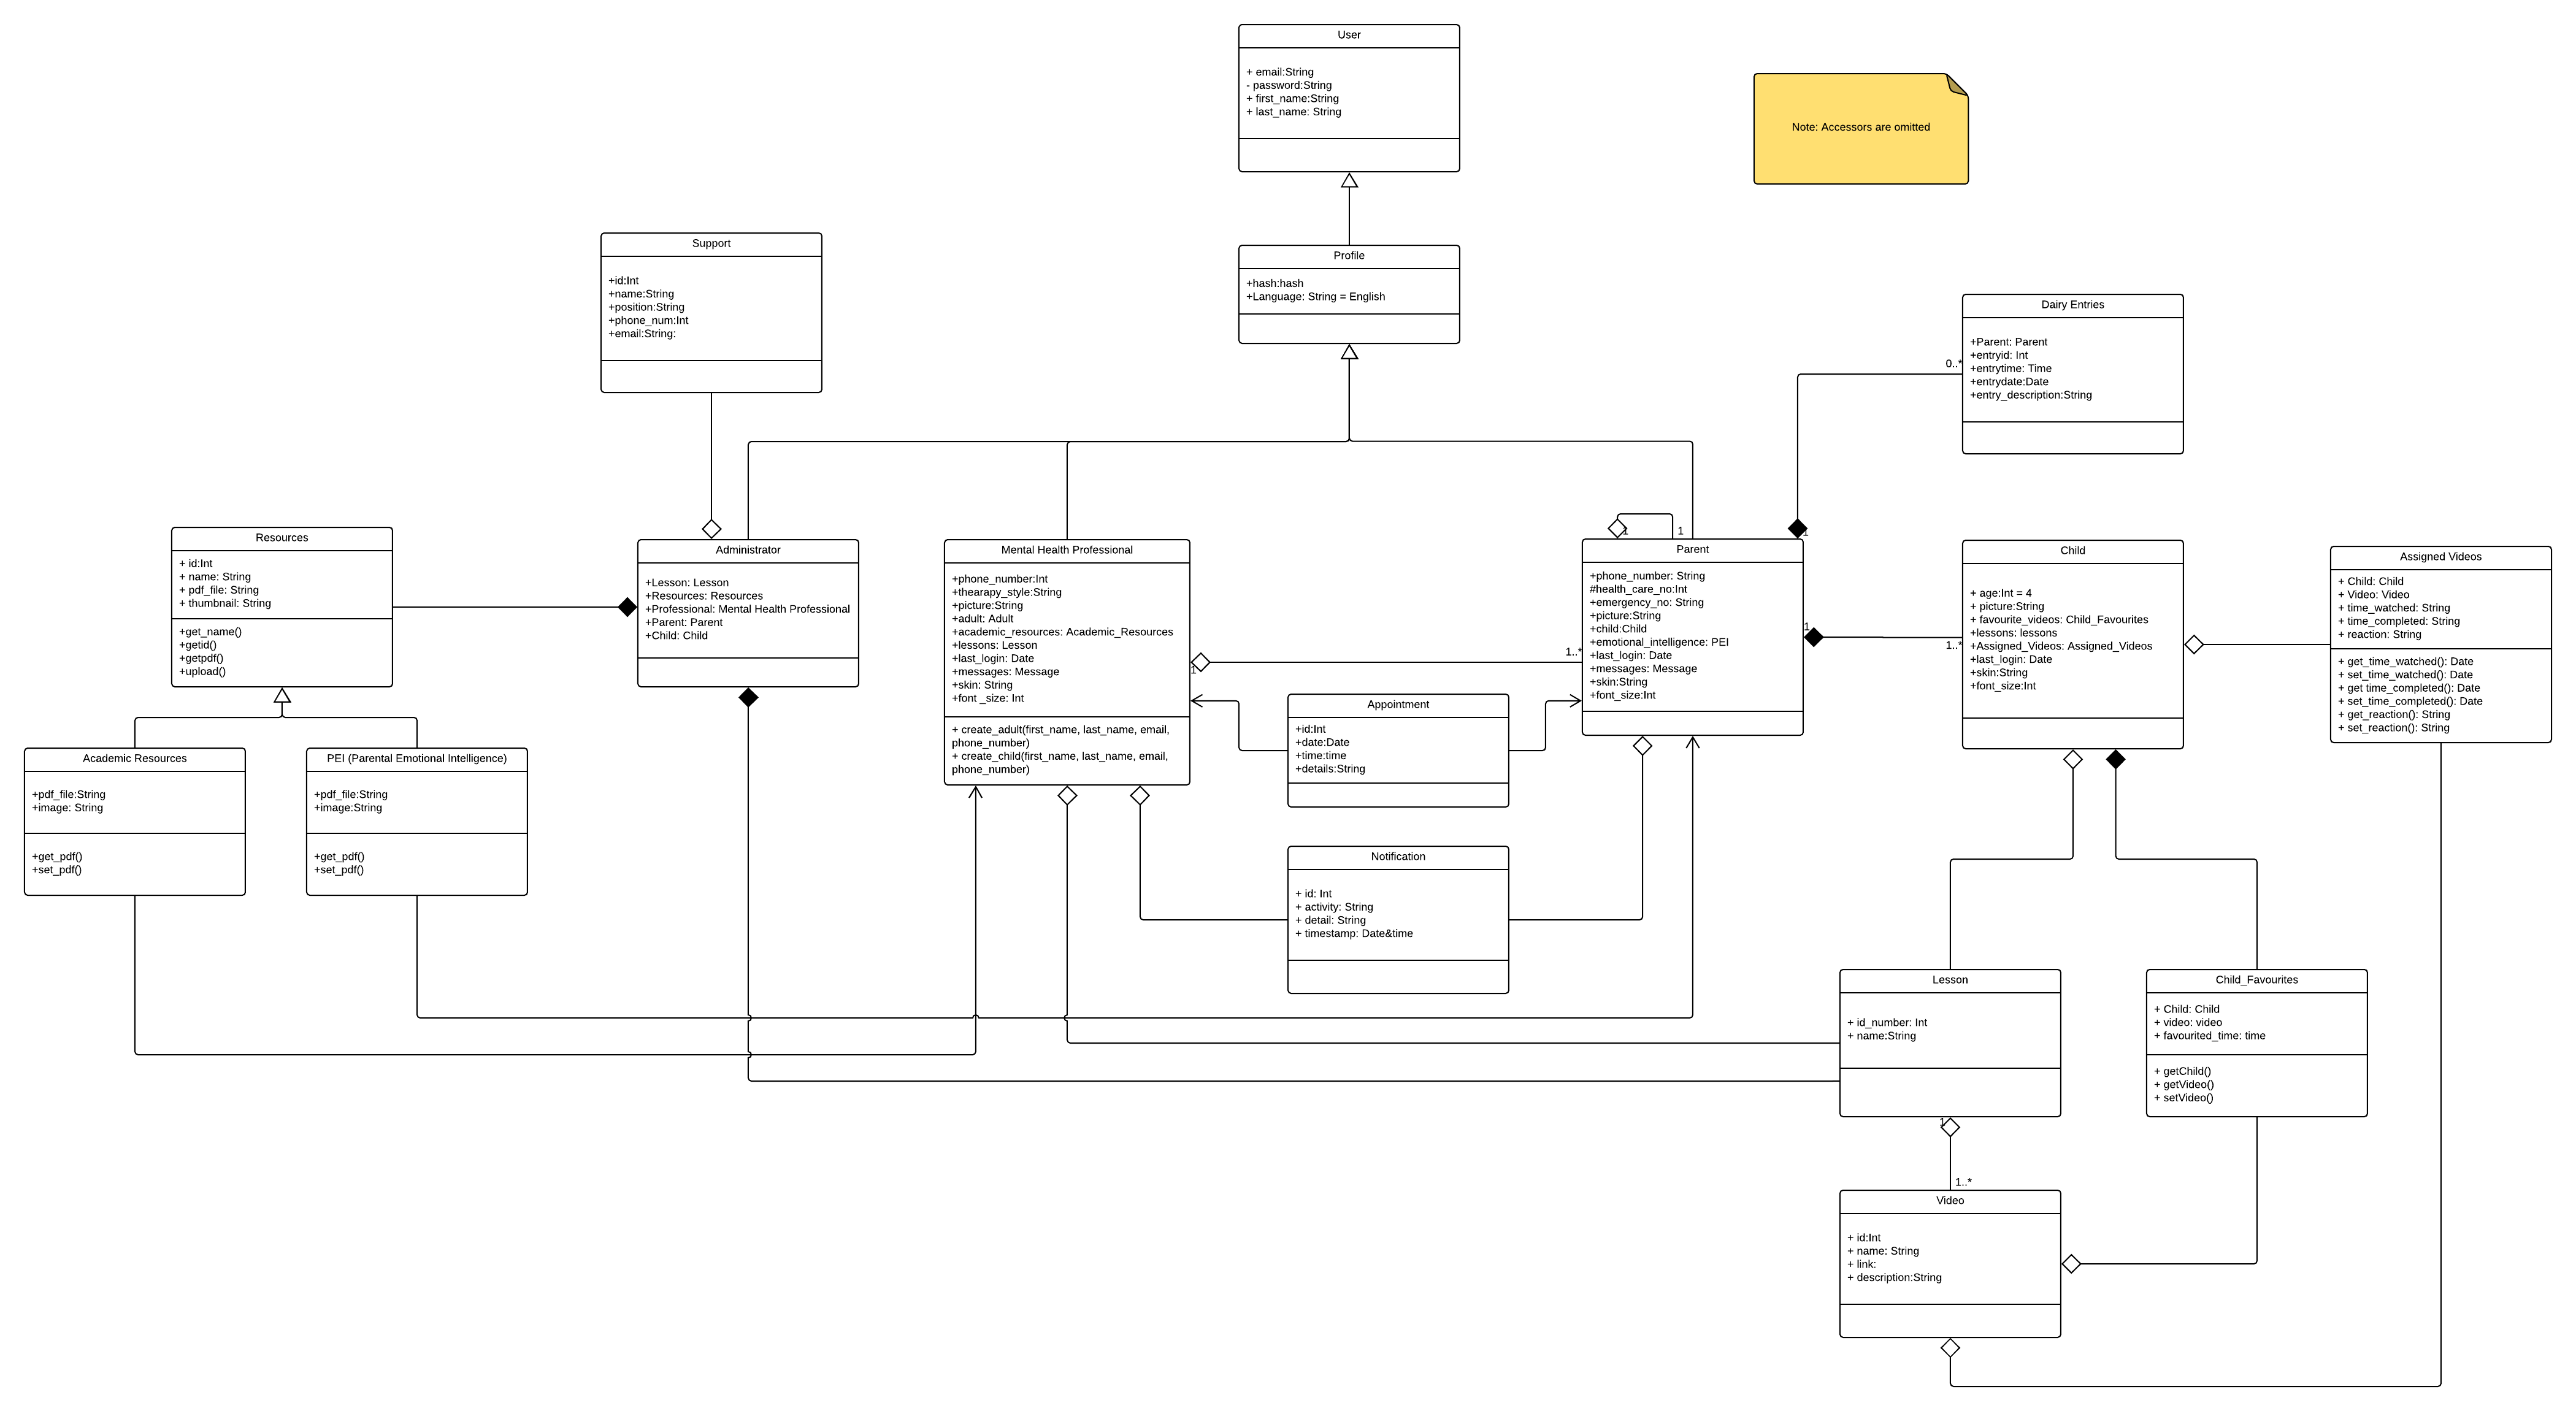 User
+ email:String
- password:String
+ first_name:String
+ last_name: String
Note: Accessors are omitted
Support
+id:Int
+name:String
+position:String
+phone_num:Int
+email:String:
Profile
+hash:hash
+Language: String = English
Dairy Entries
+Parent: Parent
+entryid: Int
+entrytime: Time
+entrydate:Date
+entry_description:String
0..*
Resources
+ id:Int
+ name: String
+ pdf_file: String
+ thumbnail: String
+get_name()
+getid()
+getpdf()
+upload()
Administrator
+Lesson: Lesson
+Resources: Resources
+Professional: Mental Health Professional
+Parent: Parent
+Child: Child
Mental Health Professional
+phone_number:Int
+thearapy_style:String
+picture:String
+adult: Adult
+academic_resources: Academic_Resources
+lessons: Lesson
+last_login: Date
+messages: Message
+skin: String
+font _size: Int
+ create_adult(first_name, last_name, email,
phone_number)
+ create_child(first_name, last_name, email,
phone_number)
1
1..*
1
1
1
Parent
+phone_number: String
#health_care_no:Int
+emergency_no: String
+picture:String
+child:Child
+emotional_intelligence: PEI
+last_login: Date
+messages: Message
+skin:String
+font_size:Int
1
1..*
Child
+ age:Int = 4
+ picture:String
+ favourite_videos: Child_Favourites
+lessons: lessons
+Assigned_Videos: Assigned_Videos
+last_login: Date
+skin:String
+font_size:Int
Assigned Videos
+ Child: Child
+ Video: Video
+ time_watched: String
+ time_completed: String
+ reaction: String
+ get_time_watched(): Date
+ set_time_watched(): Date
+ get time_completed(): Date
+ set_time_completed(): Date
+ get_reaction(): String
+ set_reaction(): String
Appointment
+id:Int
+date:Date
+time:time
+details:String
Academic Resources
+pdf_file:String
+image: String
+get_pdf()
+set_pdf()
PEI (Parental Emotional Intelligence)
+pdf_file:String
+image:String
+get_pdf()
+set_pdf()
Notification
+ id: Int
+ activity: String
+ detail: String
+ timestamp: Date&time
Lesson
+ id_number: Int
+ name:String
Child_Favourites
+ Child: Child
+ video: video
+ favourited_time: time
+ getChild()
+ getVideo()
+ setVideo()
1
1..*
Video
+ id:Int
+ name: String
+ link:
+ description:String